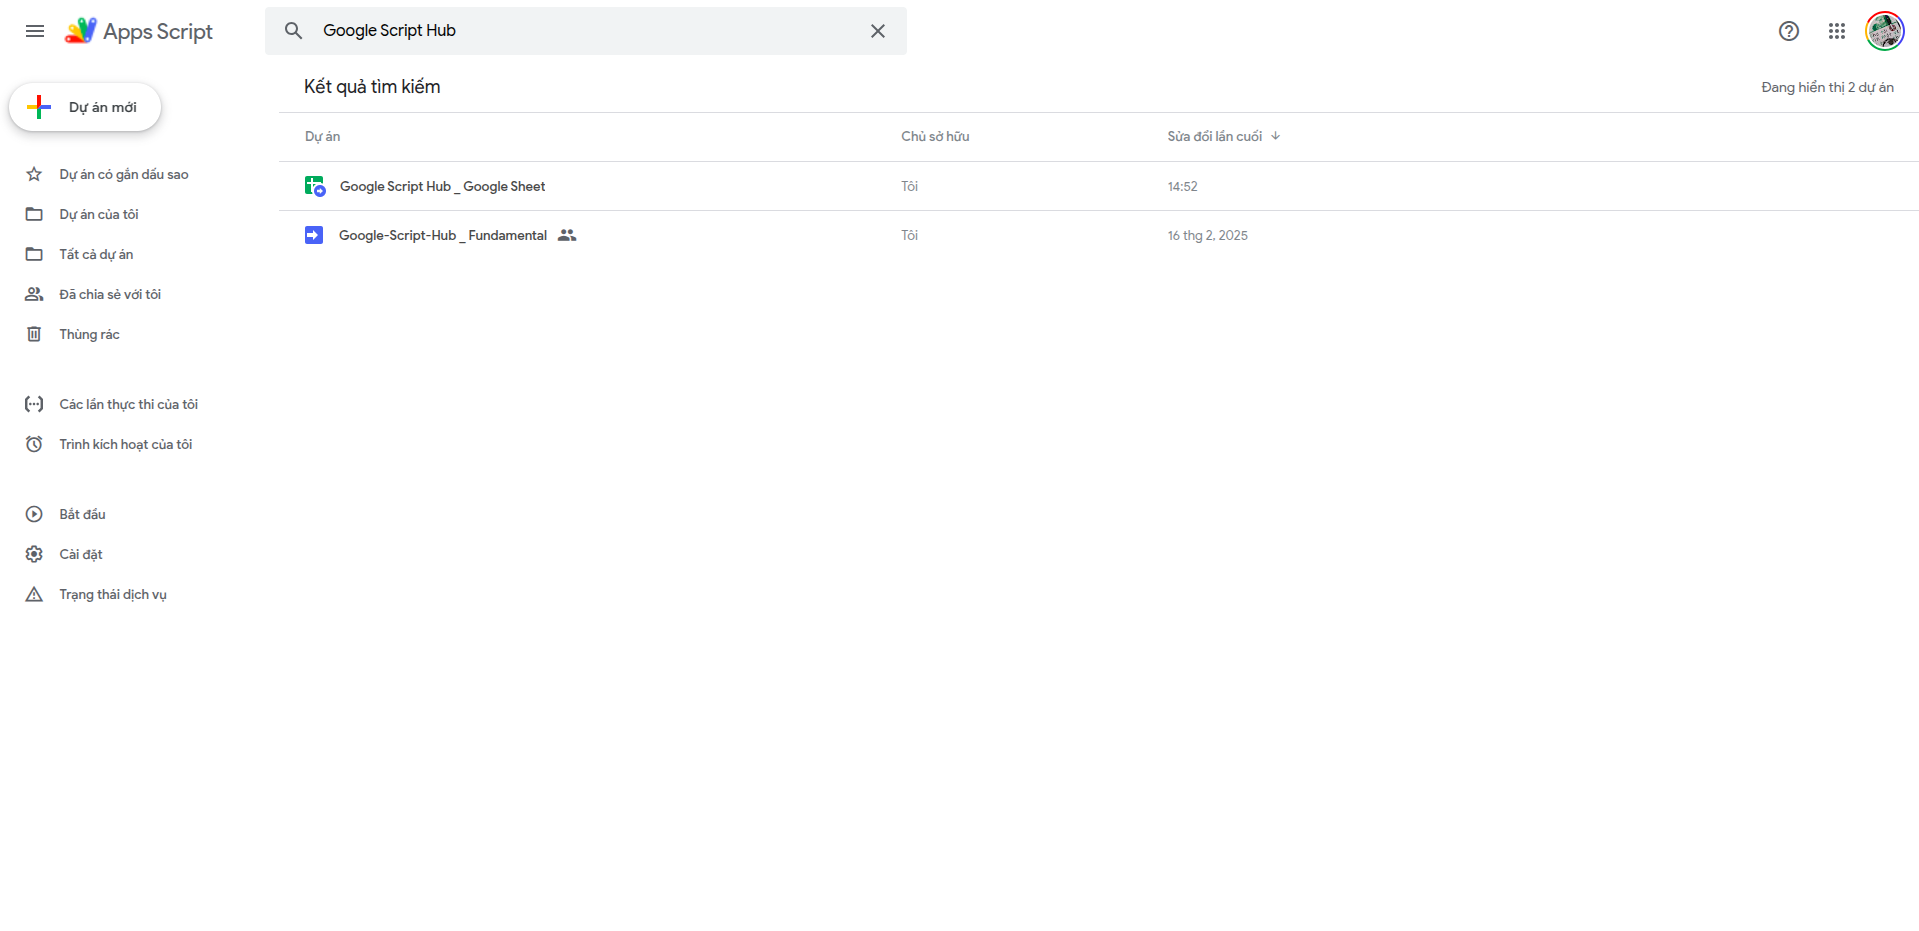 Apps Script
Google Script Hub
Dự án mới
Dự án có gắn dấu sao
Dự án của tôi
Tất cả dự án
Đã chia sẻ với tôi
Thùng rác
Các lần thực thi của tôi
Trình kích hoạt của tôi
Bắt đầu
Cài đặt
Trạng thái dịch vụ
Kết quả tìm kiếm
Đang hiển thị 2 dự án
Dự án Chủ sở hữu Sửa đổi lần cuối
Google Script Hub _ Google Sheet Tôi 14:52
Google-Script-Hub _ Fundamental Tôi 16 thg 2, 2025